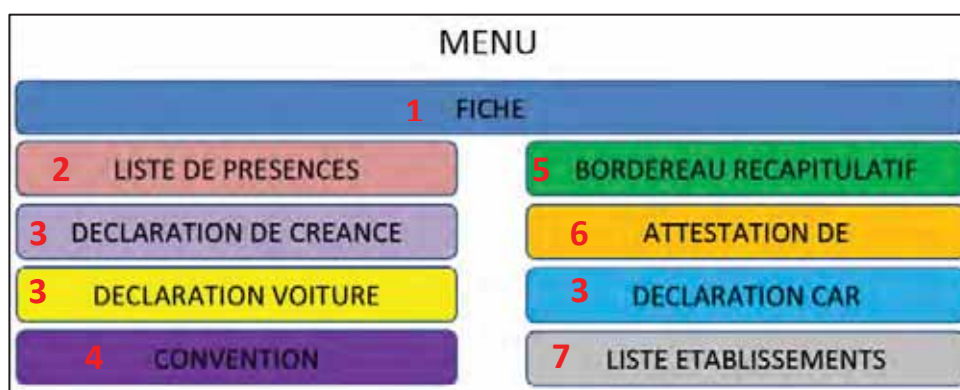 MENU
1 FICHE
2 LISTE DE PRESENCES
5 BORDEREAU RECAPITULATIF
3 DECLARATION DE CREANCE
6 ATTESTATION DE
3 DECLARATION VOITURE
3 DECLARATION CAR
4 CONVENTION
7 LISTE ETABLISSEMENTS